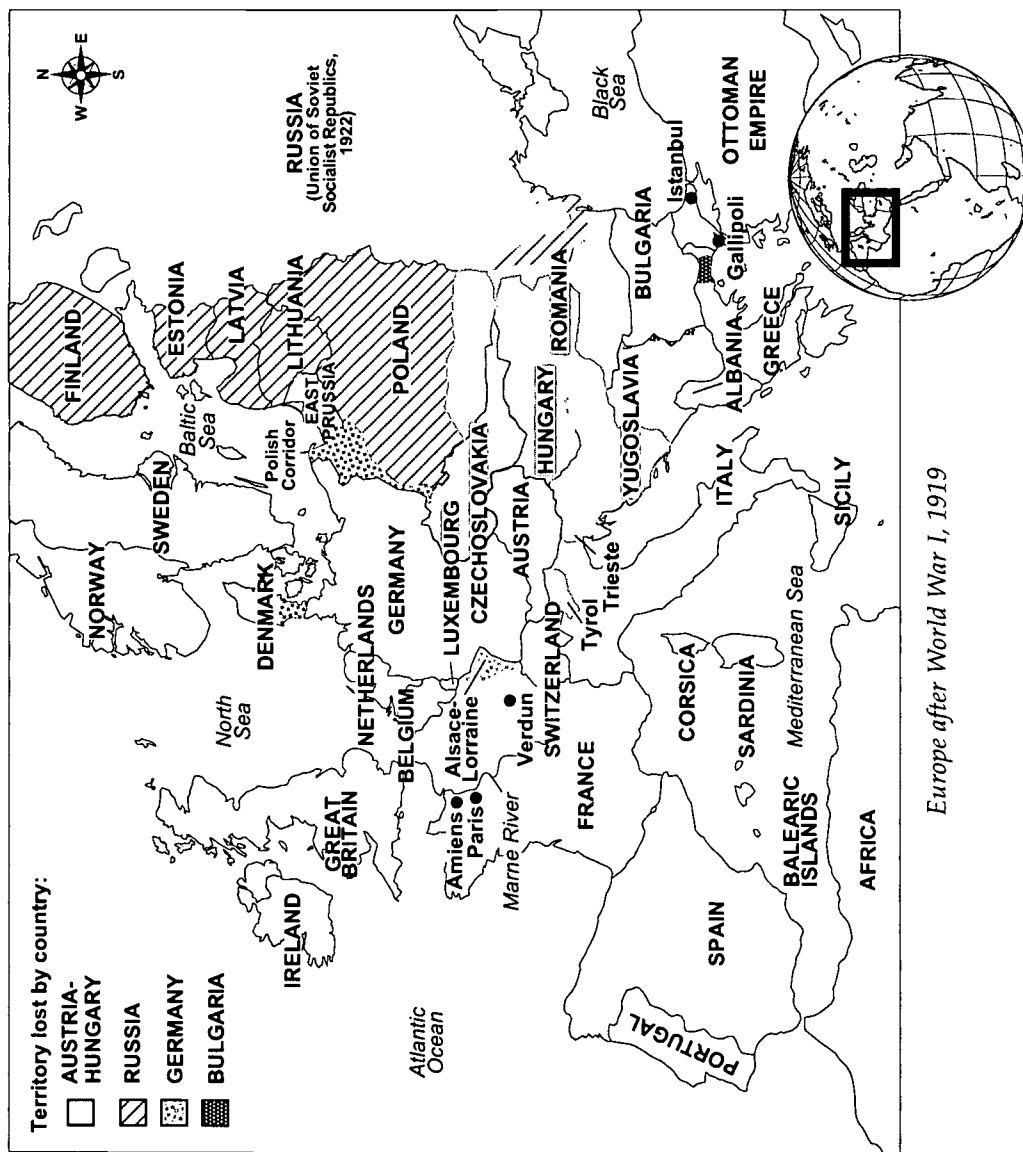 Territory lost by country:
AUSTRIA-
HUNGARY
RUSSIA
GERMANY
BULGARIA
N
W
E
S
NORWAY
SWEDEN
FINLAND
Baltic
Sea
ESTONIA
LATVIA
LITHUANIA
EAST
PRUSSIA
Polish
Corridor
RUSSIA
(Union of Soviet
Socialist Republics,
1922)
North
Sea
DENMARK
IRELAND
GREAT
BRITAIN
NETHERLANDS
BELGIUM
GERMANY
LUXEMBOURG
POLAND
Atlantic
Ocean
Amiens
Paris
Alsace-
Lorraine
Marne River
Verdun
CZECHOSLOVAKIA
AUSTRIA
HUNGARY
ROMANIA
SWITZERLAND
FRANCE
Tyrol
Trieste
YUGOSLAVIA
BULGARIA
Black
Sea
Istanbul
Gallipoli
OTTOMAN
EMPIRE
ALBANIA
GREECE
ITALY
SICILY
CORSICA
SARDINIA
Mediterranean Sea
BALEARIC
ISLANDS
SPAIN
PORTUGAL
AFRICA
Europe after World War I, 1919